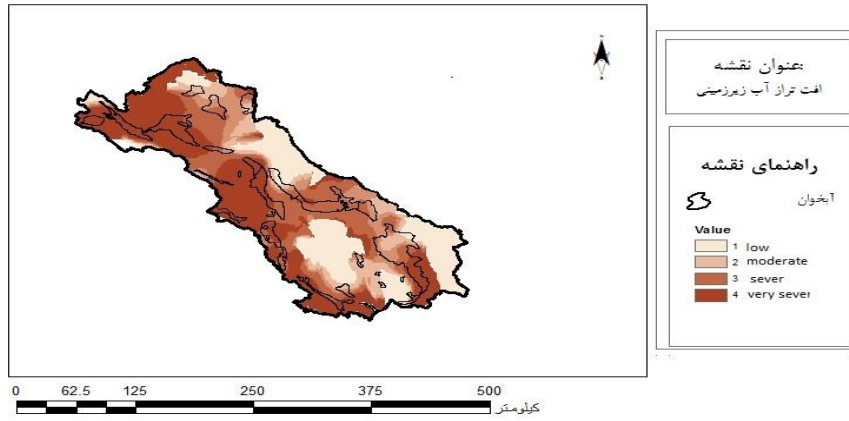 عنوان نقشه:
افت تراز آب زیرزمینی
راهنمای نقشه
آبخوان
Value
1 low
2 moderate
3 sever
4 very sever
0 62.5 125 250 375 500
کیلومتر